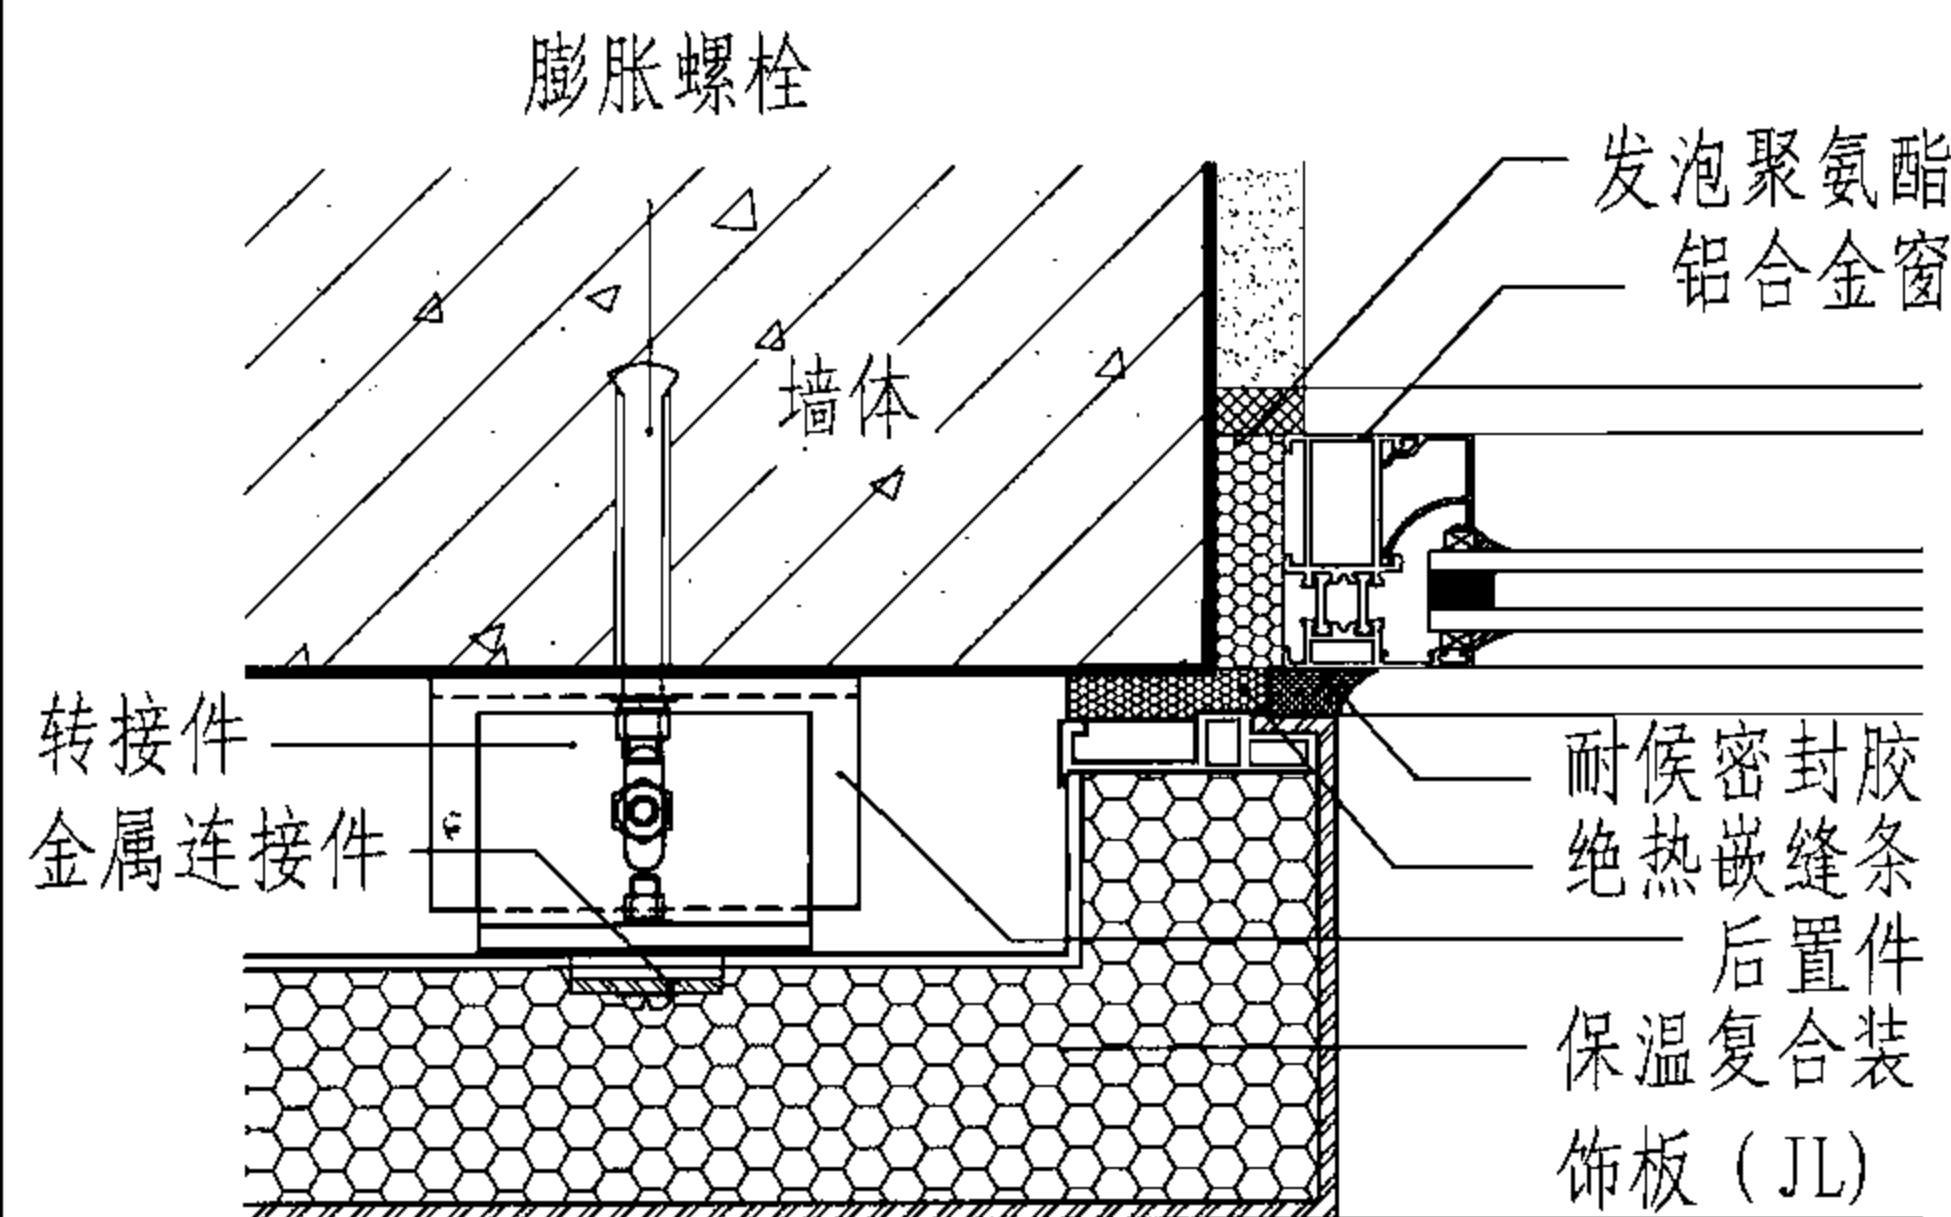 膨胀螺栓
发泡聚氨酯
铝合金窗
墙体
转接件
金属连接件
耐候密封胶
绝热嵌缝条
后置件
保温复合装
饰板(JL)